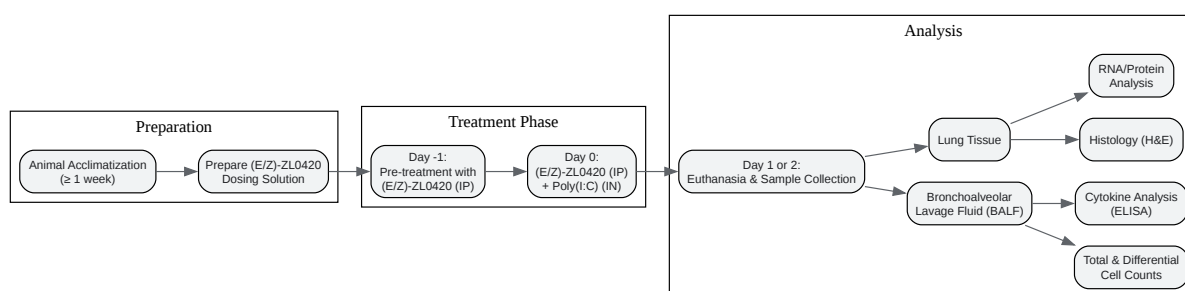 Preparation
Animal Acclimatization
(≥ 1 week)
Prepare (E/Z)-ZL0420
Dosing Solution
Treatment Phase
Day -1:
Pre-treatment with
(E/Z)-ZL0420 (IP)
Day 0:
(E/Z)-ZL0420 (IP)
+ Poly(I:C) (IN)
Analysis
Day 1 or 2:
Euthanasia & Sample Collection
Lung Tissue
RNA/Protein
Analysis
Histology (H&E)
Bronchoalveolar
Lavage Fluid (BALF)
Cytokine Analysis
(ELISA)
Total & Differential
Cell Counts